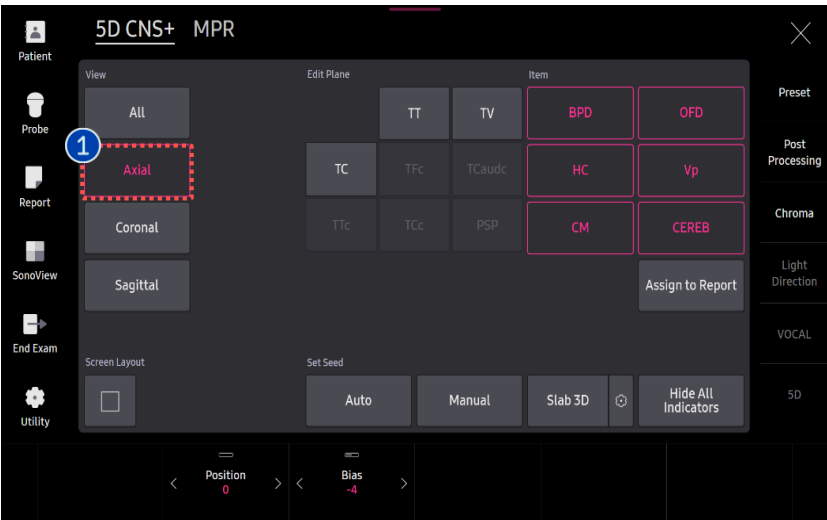 5D CNS+ MPR
Patient
Probe
Report
SonoView
End Exam
Utility
View
All
1
Axial
Coronal
Sagittal
Screen Layout
Edit Plane
TT TV
TC TFc TCaudc
TTc TCc PSP
Item
BPD OFD
HC Vp
CM CEREB
Assign to Report
Set Seed
Auto Manual Slab 3D Hide All
Indicators
Preset
Post
Processing
Chroma
Light
Direction
VOCAL
5D
Position
0
Bias
-4